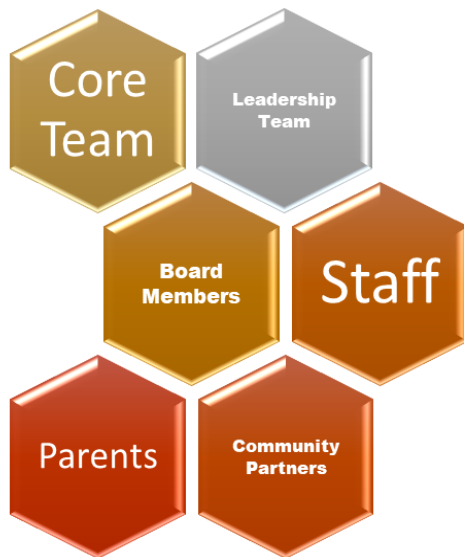 Core
Team
Leadership
Team
Board
Members
Staff
Parents
Community
Partners